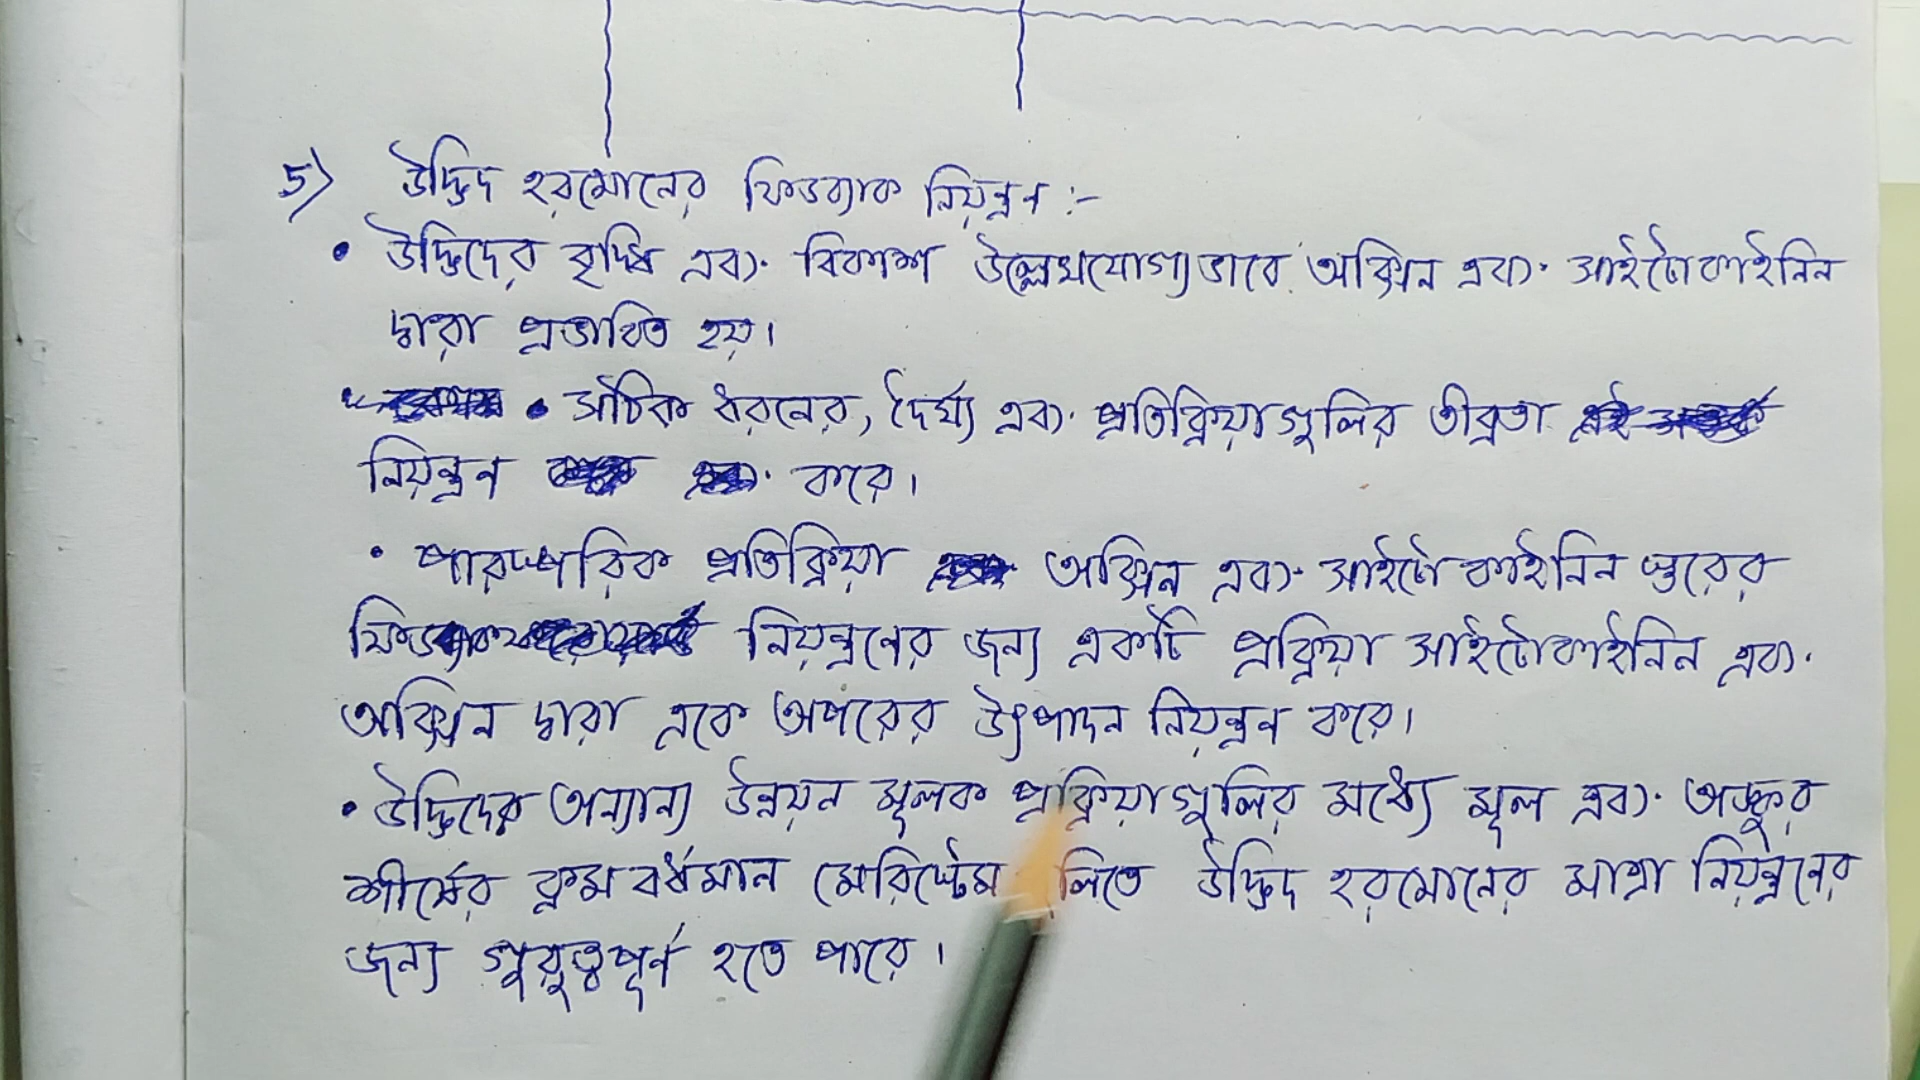 5) উদ্ভিদ হরমোনের ফিডব্যাক নিয়ন্ত্রন :-
• উদ্ভিদের বৃদ্ধি এবং বিকাশ উল্লেখযোগ্যভাবে অক্সিন এবং সাইটোকাইনিন
দ্বারা প্রভাবিত হয়।
• সঠিক ধরনের, দৈর্ঘ্য এবং প্রতিক্রিয়াগুলির তীব্রতা
নিয়ন্ত্রন করে।
• পারস্পরিক প্রতিক্রিয়া অক্সিন এবং সাইটোকাইনিন স্তরের
নিয়ন্ত্রনের জন্য একটি প্রক্রিয়া সাইটোকাইনিন এবং
অক্সিন দ্বারা একে অপরের উৎপাদন নিয়ন্ত্রন করে।
• উদ্ভিদের অন্যান্য উন্নয়ন মূলক প্রক্রিয়াগুলির মধ্যে মূল এবং অঙ্কুর
শীর্ষের ক্রমবর্ধমান উদ্ভিদ হরমোনের মাত্রা নিয়ন্ত্রনের
জন্য গুরুত্বপূর্ণ হতে পারে।